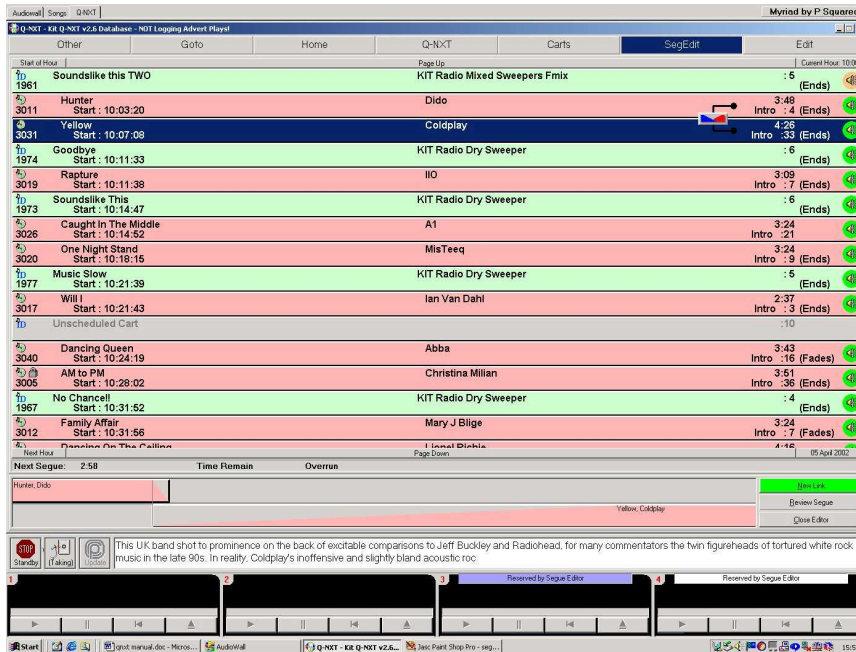 Audiowall Songs Q-NXT Myriad by P Squared
Q-NXT - Kit Q-NXT v2.6 Database - NOT Logging Advert Plays!
Other Goto Home Q-NXT Carts SegEdit Edit
Start of Hour Page Up Current Hour: 10:00
1961 Soundslike this TWO KIT Radio Mixed Sweepers Fmix :5
(Ends)
3011 Hunter Dido 3:48
Start : 10:03:20 Intro :4 (Ends)
3031 Yellow Coldplay 4:26
Start : 10:07:08 Intro :33 (Ends)
1974 Goodbye KIT Radio Dry Sweeper :6
Start : 10:11:33 (Ends)
3019 Rapture IIO 3:09
Start : 10:11:38 Intro :7 (Ends)
1973 Soundslike This KIT Radio Dry Sweeper :6
Start : 10:14:47 (Ends)
3026 Caught In The Middle A1 3:24
Start : 10:14:52 Intro :21
3020 One Night Stand MisTeeq 3:24
Start : 10:18:15 Intro :9 (Ends)
1977 Music Slow KIT Radio Dry Sweeper :5
Start : 10:21:39 (Ends)
3017 Will I Ian Van Dahl 2:37
Start : 10:21:43 Intro :3 (Ends)
Unscheduled Cart :10
3040 Dancing Queen Abba 3:43
Start : 10:24:19 Intro :16 (Fades)
3005 AM to PM Christina Milian 3:51
Start : 10:28:02 Intro :36 (Ends)
1967 No Chance!! KIT Radio Dry Sweeper :4
Start : 10:31:52 (Ends)
3012 Family Affair Mary J Blige 3:24
Start : 10:31:56 Intro :7 (Fades)
Dancing On The Ceiling Lionel Richie 4:16
Next Hour Page Down 05 April 2002
Next Segue: 2:58 Time Remain Overrun
Hunter, Dido
New Link
Yellow, Coldplay
Review Segue
Close Editor
STOP
Standby (Taking) Update
This UK band shot to prominence on the back of excitable comparisons to Jeff Buckley and Radiohead, for many commentators the twin figureheads of tortured white rock
music in the late 90s. In reality, Coldplay's inoffensive and slightly bland acoustic roc
1 2 3 Reserved by Segue Editor 4 Reserved by Segue Editor
Start qnxt manual.doc - Micros... AudioWall Q-NXT - Kit Q-NXT v2.6... Jasc Paint Shop Pro - seg... 15:5